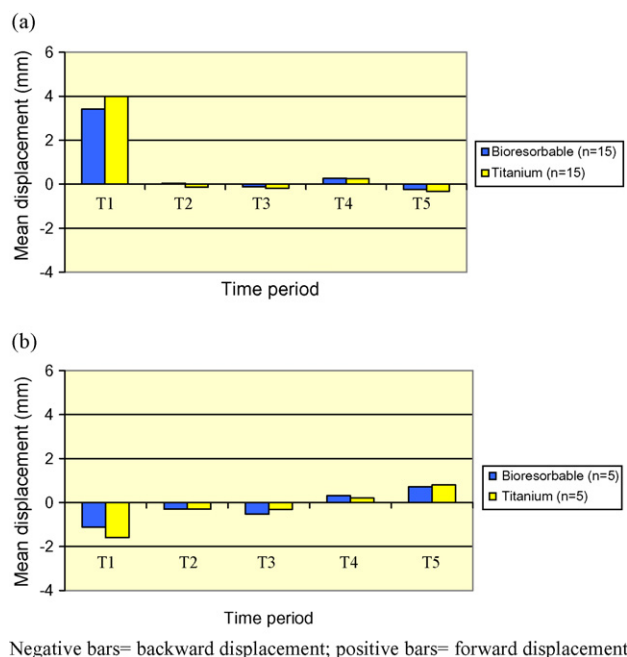 (a)
Mean displacement (mm)
6
4
2
0
-2
-4
T1 T2 T3 T4 T5
Time period
Bioresorbable (n=15)
Titanium (n=15)
(b)
Mean displacement (mm)
6
4
2
0
-2
-4
T1 T2 T3 T4 T5
Time period
Bioresorbable (n=5)
Titanium (n=5)
Negative bars= backward displacement; positive bars= forward displacement